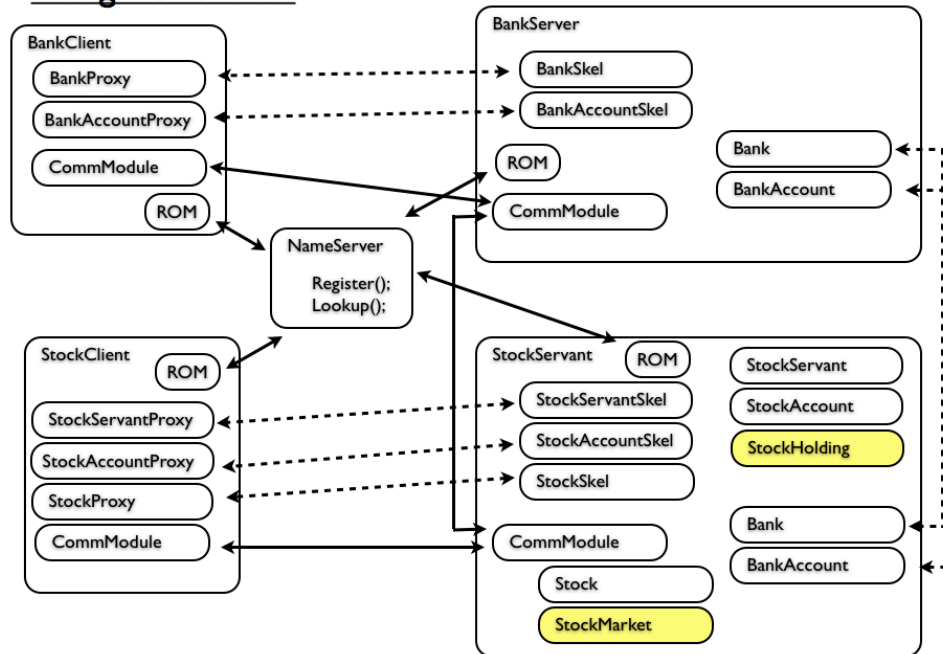 BankClient
BankProxy
BankAccountProxy
CommModule
ROM
BankServer
BankSkel
BankAccountSkel
ROM
CommModule
Bank
BankAccount
NameServer
Register();
Lookup();
StockClient
ROM
StockServantProxy
StockAccountProxy
StockProxy
CommModule
StockServant
ROM
StockServantSkel
StockAccountSkel
StockSkel
CommModule
Stock
StockMarket
StockServant
StockAccount
StockHolding
Bank
BankAccount